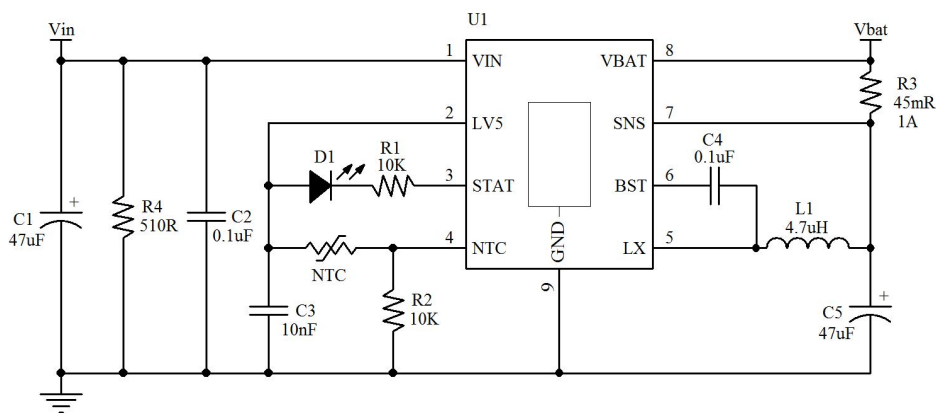 U1
Vin
Vbat
1
VIN
VBAT
8
R3
45mR
1A
2
LV5
SNS
7
D1
R1
10K
C4
0.1uF
3
STAT
BST
6
C1
47uF
+
R4
510R
C2
0.1uF
L1
4.7uH
4
NTC
LX
5
NTC
GND
9
C3
10nF
R2
10K
C5
47uF
+